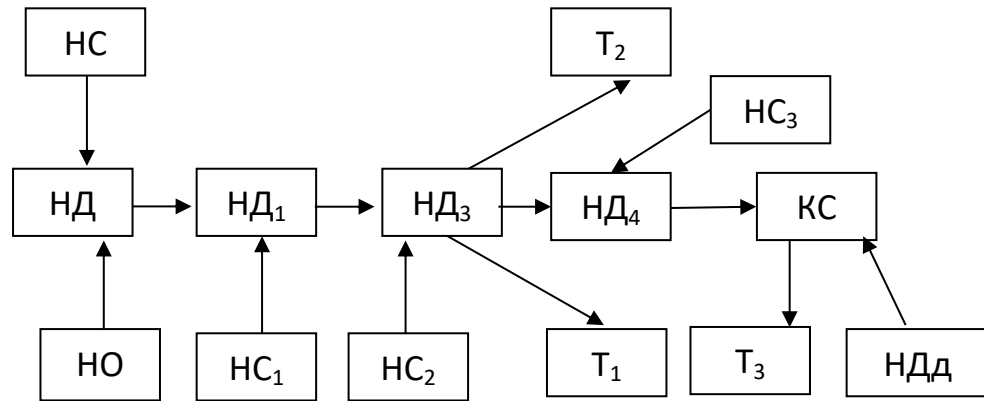 НС
Т₂
НС₃
НД
НД₁
НД₃
НД₄
КС
НО
НС₁
НС₂
Т₁
Т₃
НДд